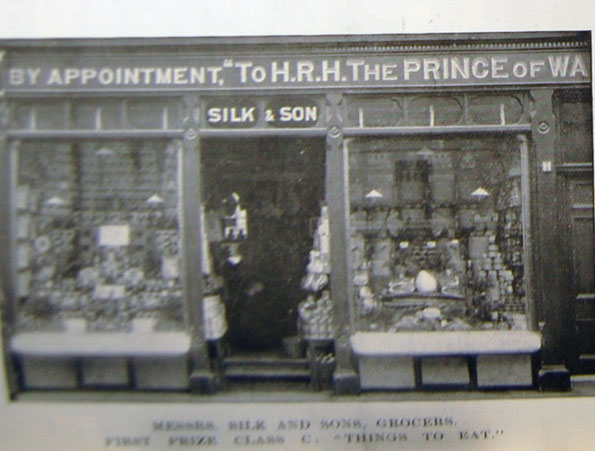 BY APPOINTMENT, "TO H.R.H. THE PRINCE OF WA
SILK & SON
MESSRS. SILK AND SONS, GROCERS.
FIRST PRIZE CLASS C: "THINGS TO EAT."